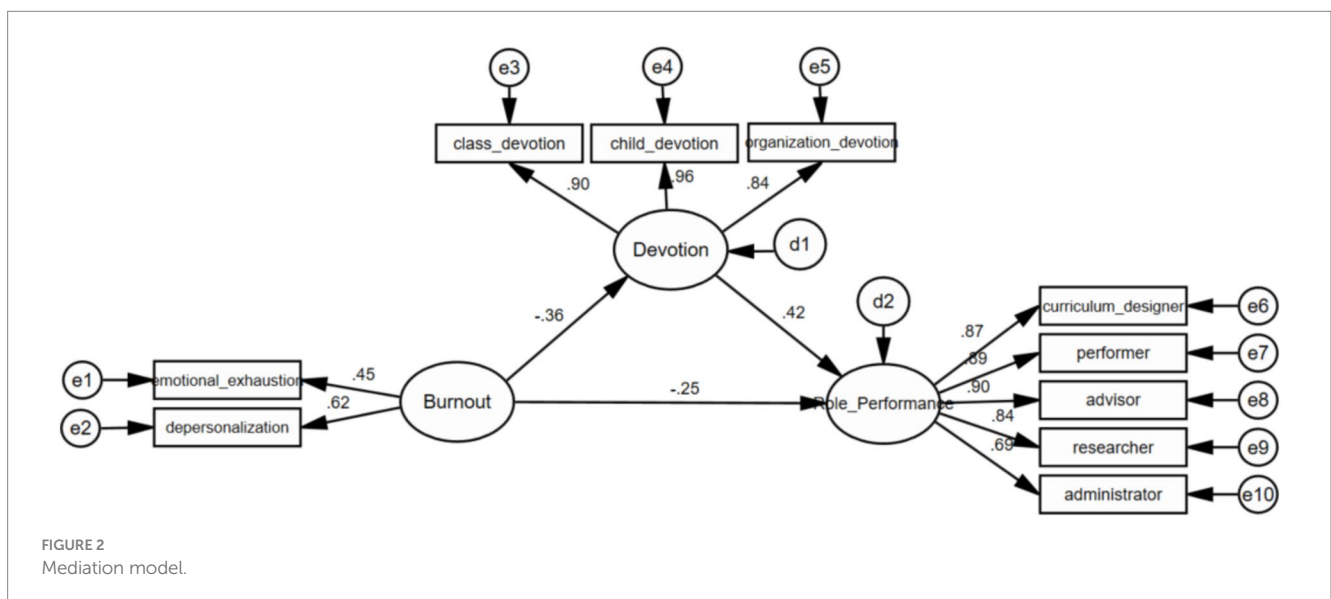 e3
e4
e5
class_devotion
child_devotion
organization_devotion
.90
.96
.84
Devotion
d1
-.36
.42
d2
e1
emotional_exhaustion
.45
e2
depersonalization
.62
Burnout
-.25
Role_Performance
.87
curriculum_designer
e6
.89
performer
e7
.90
advisor
e8
.84
researcher
e9
.69
administrator
e10
FIGURE 2
Mediation model.